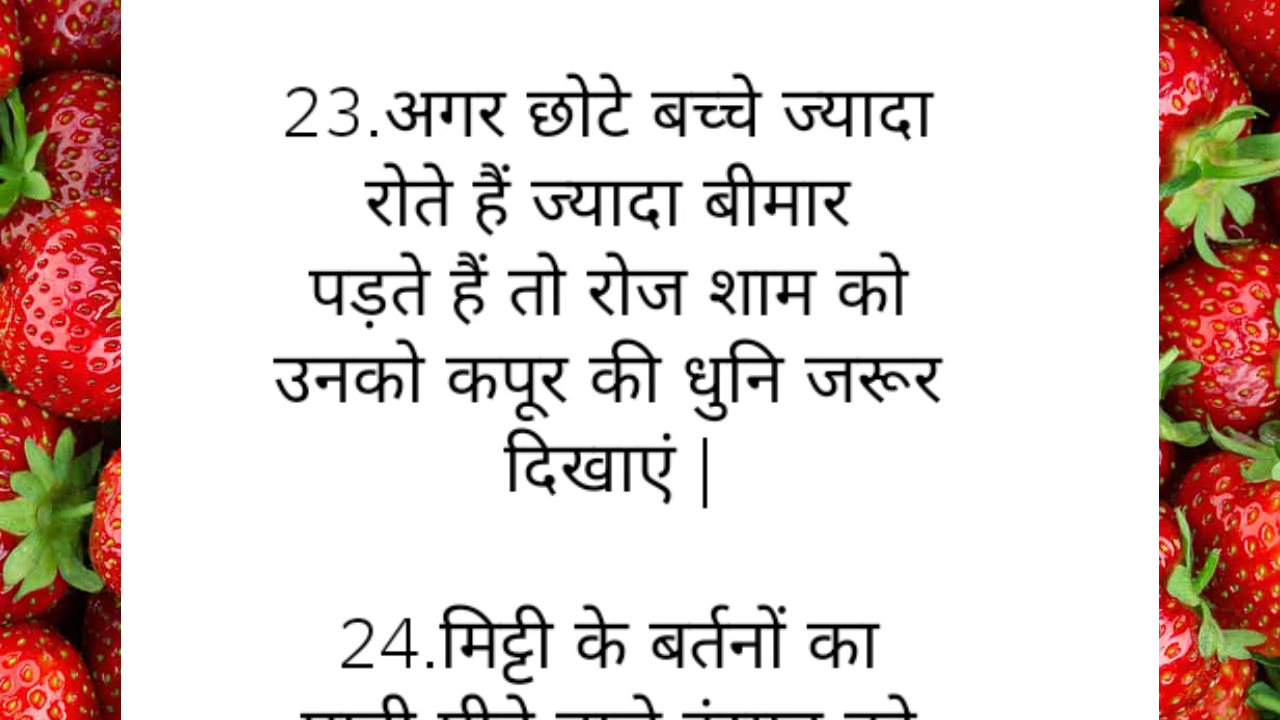 23.अगर छोटे बच्चे ज्यादा
रोते हैं ज्यादा बीमार
पड़ते हैं तो रोज शाम को
उनको कपूर की धुनि जरूर
दिखाएं |
24.मिट्टी के बर्तनों का